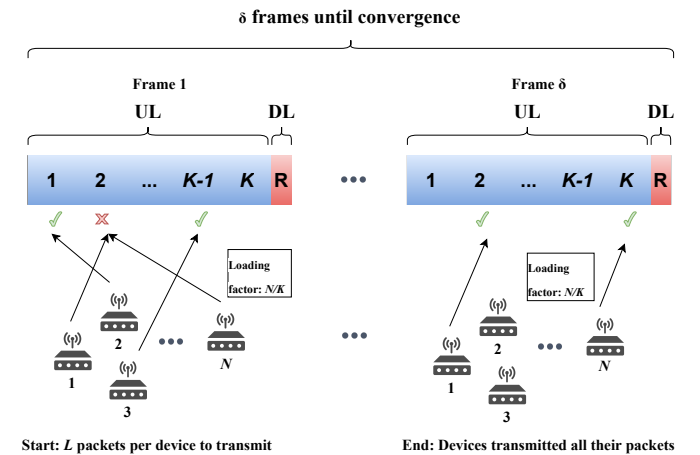 δ frames until convergence
Frame 1
Frame δ
UL
DL
UL
DL
1 2 ... K-1 K R
1 2 ... K-1 K R
Loading
factor: N/K
Loading
factor: N/K
1
2
3
N
1
2
3
N
Start: L packets per device to transmit
End: Devices transmitted all their packets